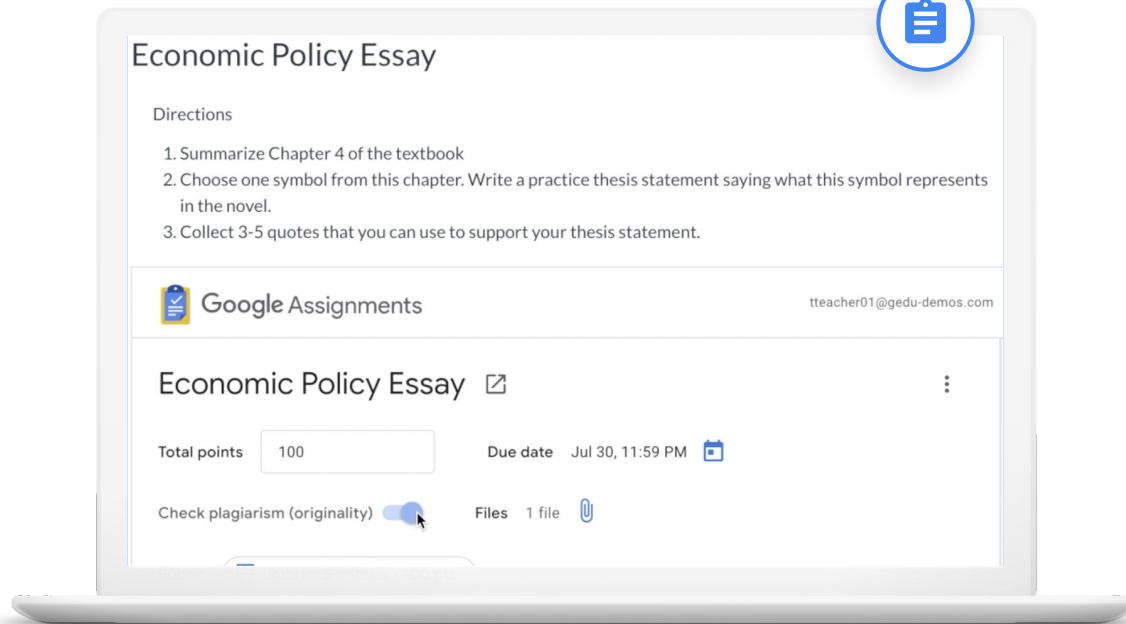 Economic Policy Essay
Directions
1. Summarize Chapter 4 of the textbook
2. Choose one symbol from this chapter. Write a practice thesis statement saying what this symbol represents
in the novel.
3. Collect 3-5 quotes that you can use to support your thesis statement.
Google Assignments
tteacher01@gedu-demos.com
Economic Policy Essay
Total points 100 Due date Jul 30, 11:59 PM
Check plagiarism (originality) Files 1 file